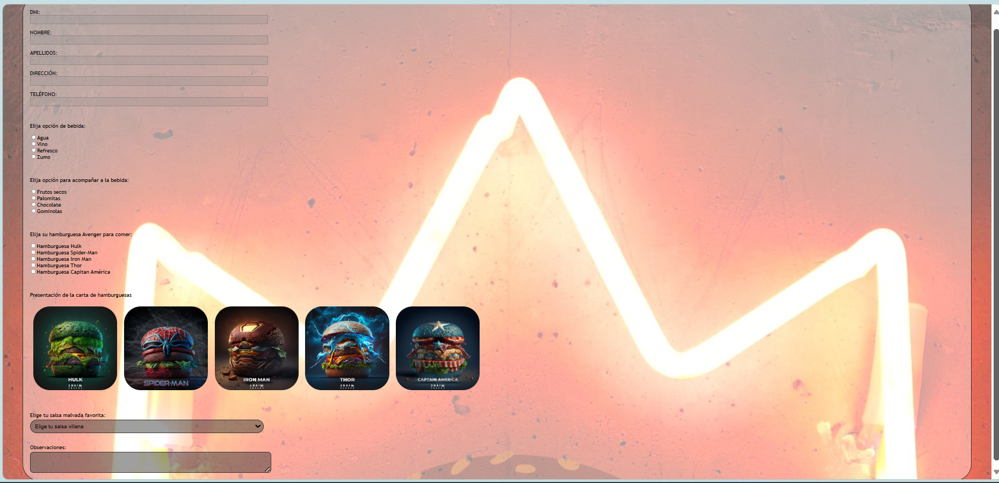 DNI:
NOMBRE:
APELLIDOS:
DIRECCIÓN:
TELÉFONO:
Elija opción de bebida:
Agua
Vino
Refresco
Zumo
Elija opción para acompañar a la bebida:
Frutos secos
Palomitas
Chocolate
Gominolas
Elija su hamburguesa Avenger para comer:
Hamburguesa Hulk
Hamburguesa Spider-Man
Hamburguesa Iron Man
Hamburguesa Thor
Hamburguesa Capitan América
Presentación de la carta de hamburguesas
HULK
SPIDER-MAN
IRON MAN
THOR
CAPTAIN AMERICA
Elige tu salsa malvada favorita:
Elige tu salsa villana
Observaciones: